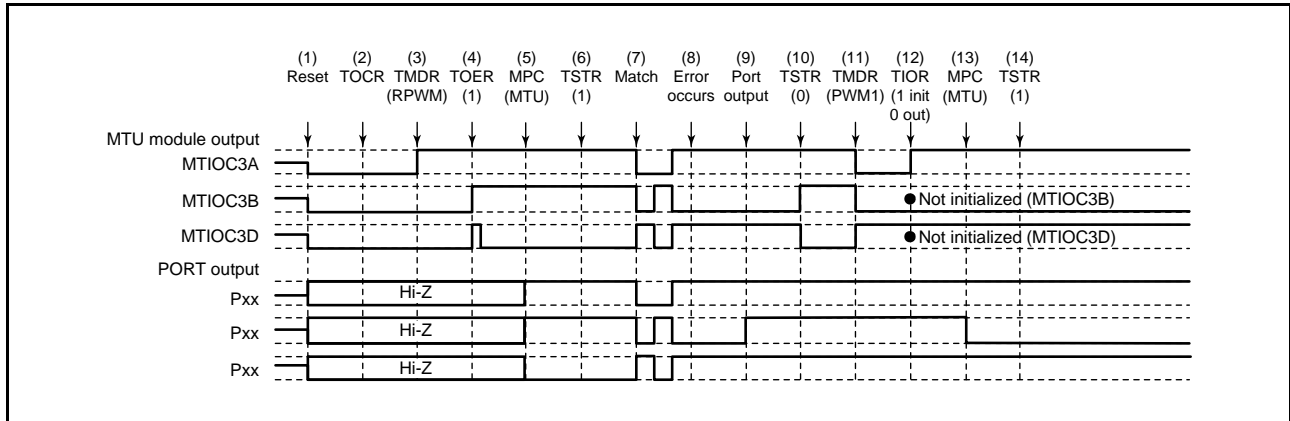 (1) (2) (3) (4) (5) (6) (7) (8) (9) (10) (11) (12) (13) (14)
Reset TOCR TMDR TOER MPC TSTR Match Error Port TSTR TMDR TIOR MPC TSTR
(RPWM) (1) (MTU) (1) occurs output (0) (PWM1) (1 init (MTU) (1)
0 out)
MTU module output
MTIOC3A
MTIOC3B
Not initialized (MTIOC3B)
MTIOC3D
Not initialized (MTIOC3D)
PORT output
Pxx
Hi-Z
Pxx
Hi-Z
Pxx
Hi-Z